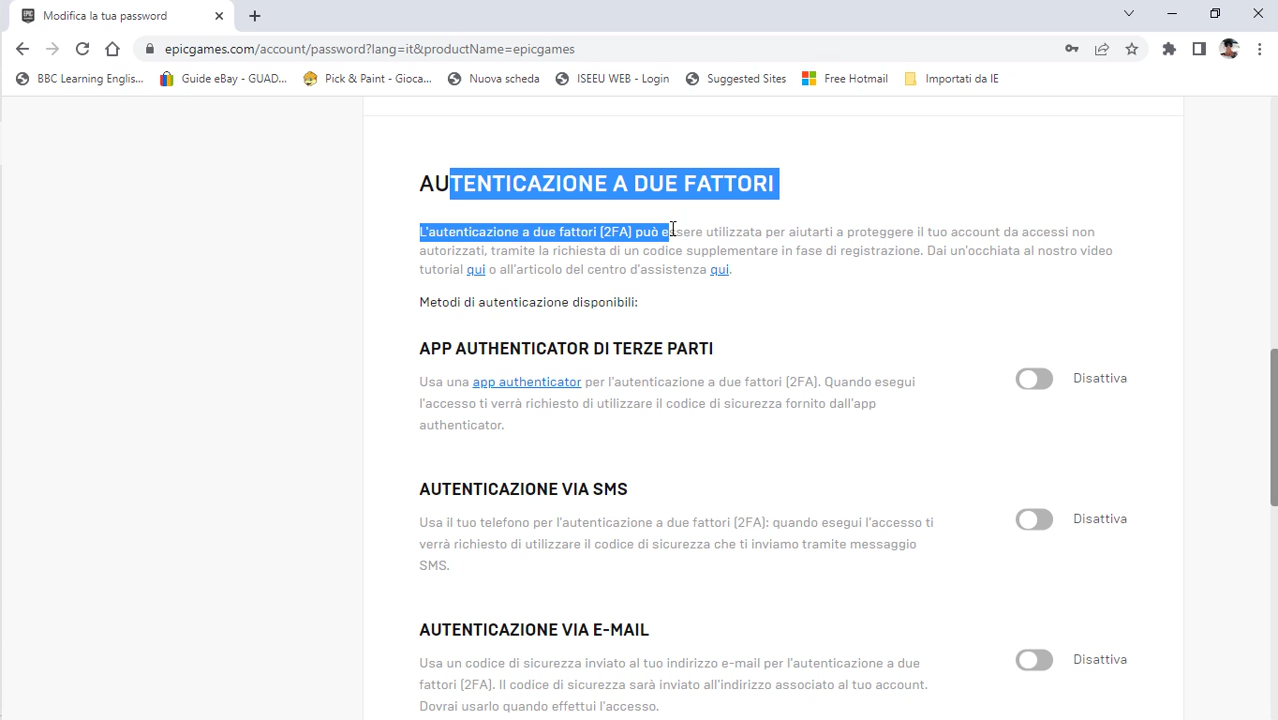 Modifica la tua password
epicgames.com/account/password?lang=it&productName=epicgames
BBC Learning Englis...
Guide eBay - GUAD...
Pick & Paint - Gioca...
Nuova scheda
ISEEU WEB - Login
Suggested Sites
Free Hotmail
Importati da IE
AUTENTICAZIONE A DUE FATTORI
L'autenticazione a due fattori (2FA) può essere utilizzata per aiutarti a proteggere il tuo account da accessi non
autorizzati, tramite la richiesta di un codice supplementare in fase di registrazione. Dai un'occhiata al nostro video
tutorial qui o all'articolo del centro d'assistenza qui.
Metodi di autenticazione disponibili:
APP AUTHENTICATOR DI TERZE PARTI
Usa una app authenticator per l'autenticazione a due fattori (2FA). Quando esegui
l'accesso ti verrà richiesto di utilizzare il codice di sicurezza fornito dall'app
authenticator.
Disattiva
AUTENTICAZIONE VIA SMS
Usa il tuo telefono per l'autenticazione a due fattori (2FA): quando esegui l'accesso ti
verrà richiesto di utilizzare il codice di sicurezza che ti inviamo tramite messaggio
SMS.
Disattiva
AUTENTICAZIONE VIA E-MAIL
Usa un codice di sicurezza inviato al tuo indirizzo e-mail per l'autenticazione a due
fattori (2FA). Il codice di sicurezza sarà inviato all'indirizzo associato al tuo account.
Dovrai usarlo quando effettui l'accesso.
Disattiva